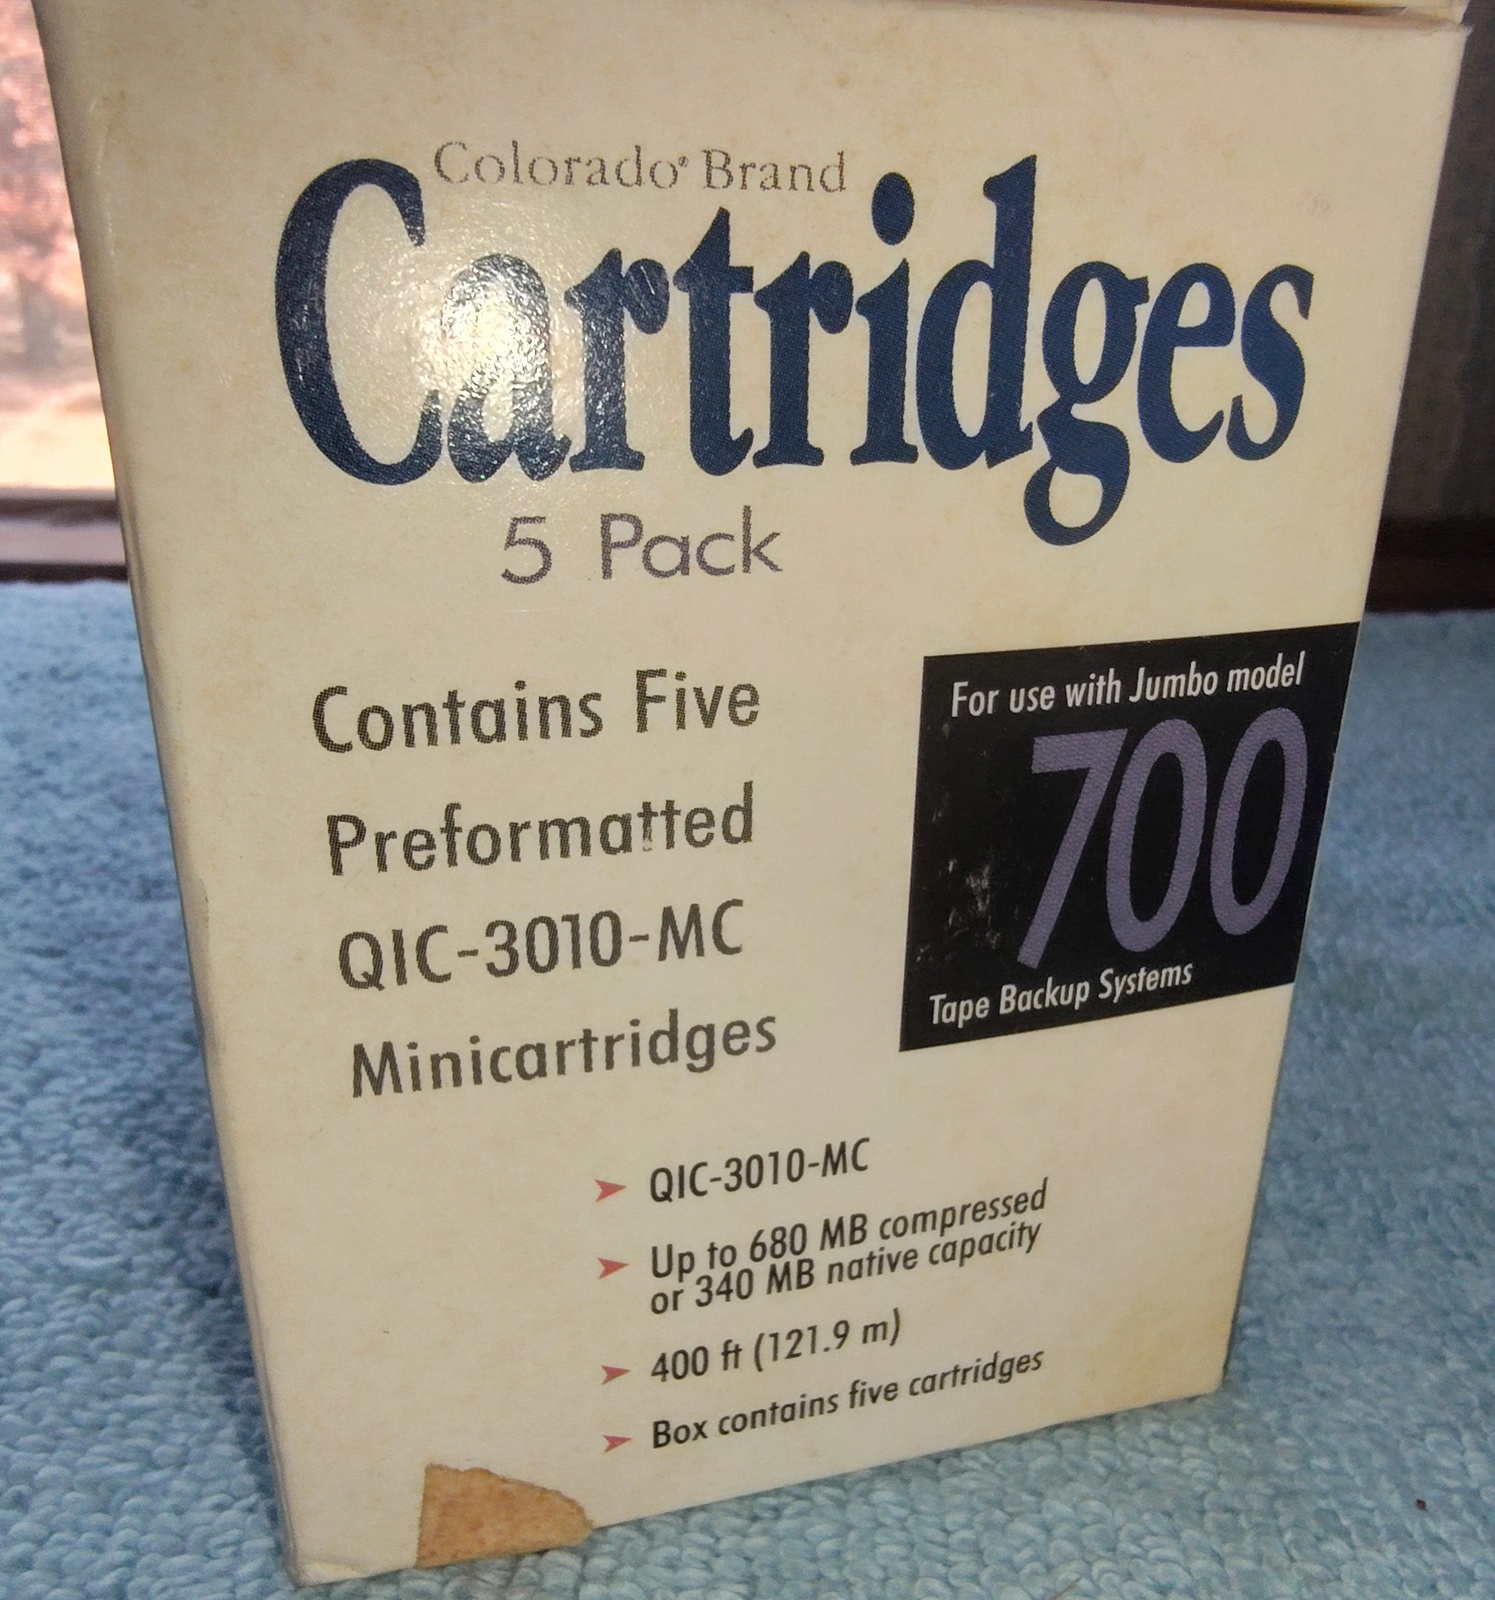 Colorado® Brand
Cartridges
5 Pack
Contains Five
Preformatted
QIC-3010-MC
Minicartridges
For use with Jumbo model
700
Tape Backup Systems
➤ QIC-3010-MC
➤ Up to 680 MB compressed
or 340 MB native capacity
➤ 400 ft (121.9 m)
➤ Box contains five cartridges